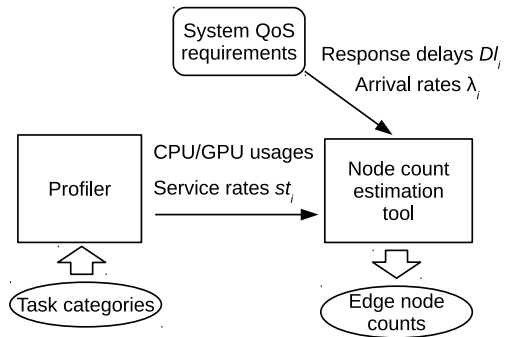 System QoS
requirements
Response delays Dl_i
Arrival rates λ_i
CPU/GPU usages
Service rates st_i
Profiler
Node count
estimation
tool
Task categories
Edge node
counts